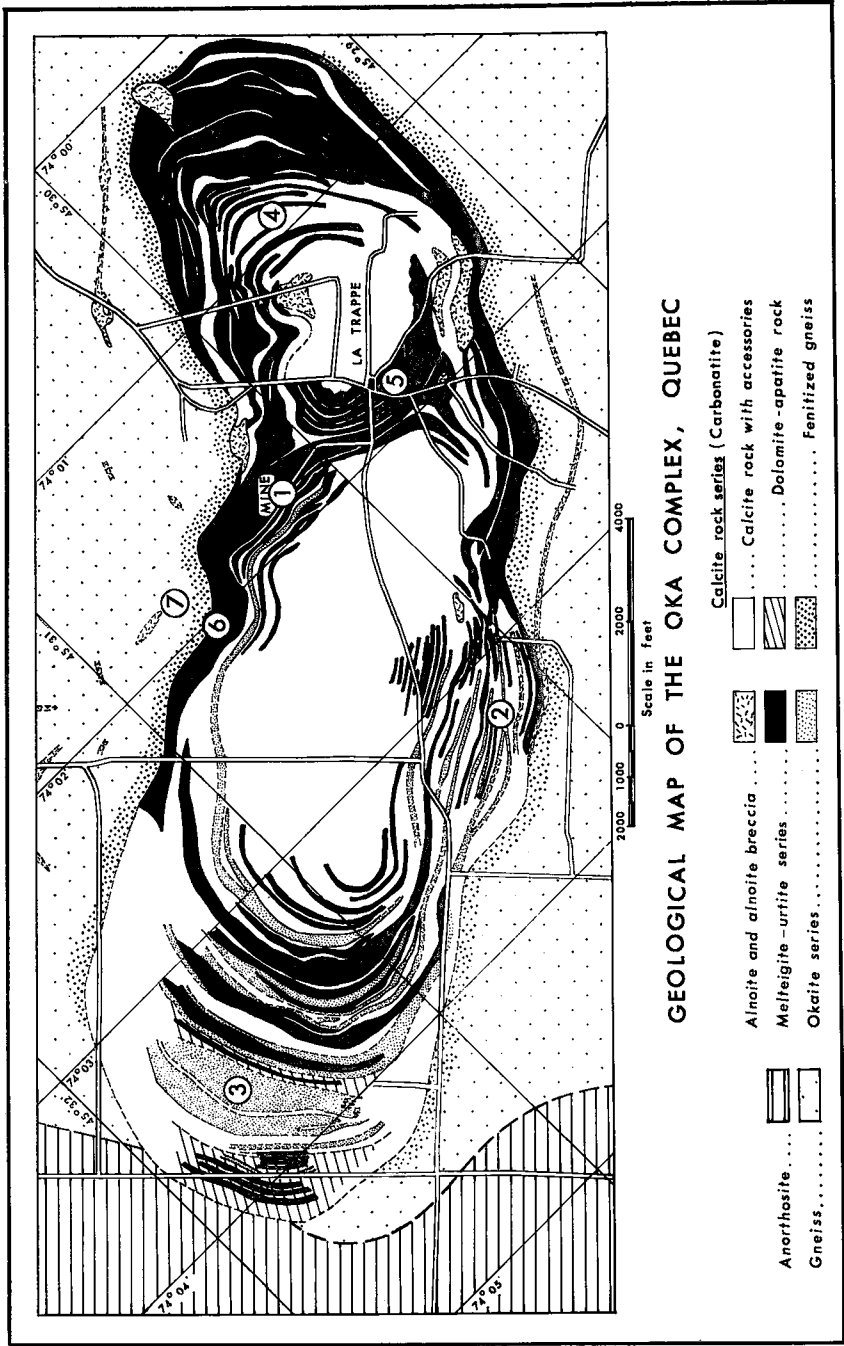 74° 00'
45° 30'
45° 29'
74° 01'
45° 31'
74° 02'
74° 03'
45° 32'
74° 04'
74° 05'
4
LA TRAPPE
5
MINE
1
7
6
2
3
2000 1000 0 2000 4000
Scale in feet
GEOLOGICAL MAP OF THE OKA COMPLEX, QUEBEC
Calcite rock series (Carbonatite)
Anorthosite.... Alnoite and alnoite breccia.... .... Calcite rock with accessories
Gneiss........ Melteigite-urtite series....... ........ Dolomite-apatite rock
Okaite series................ ............ Fenitized gneiss